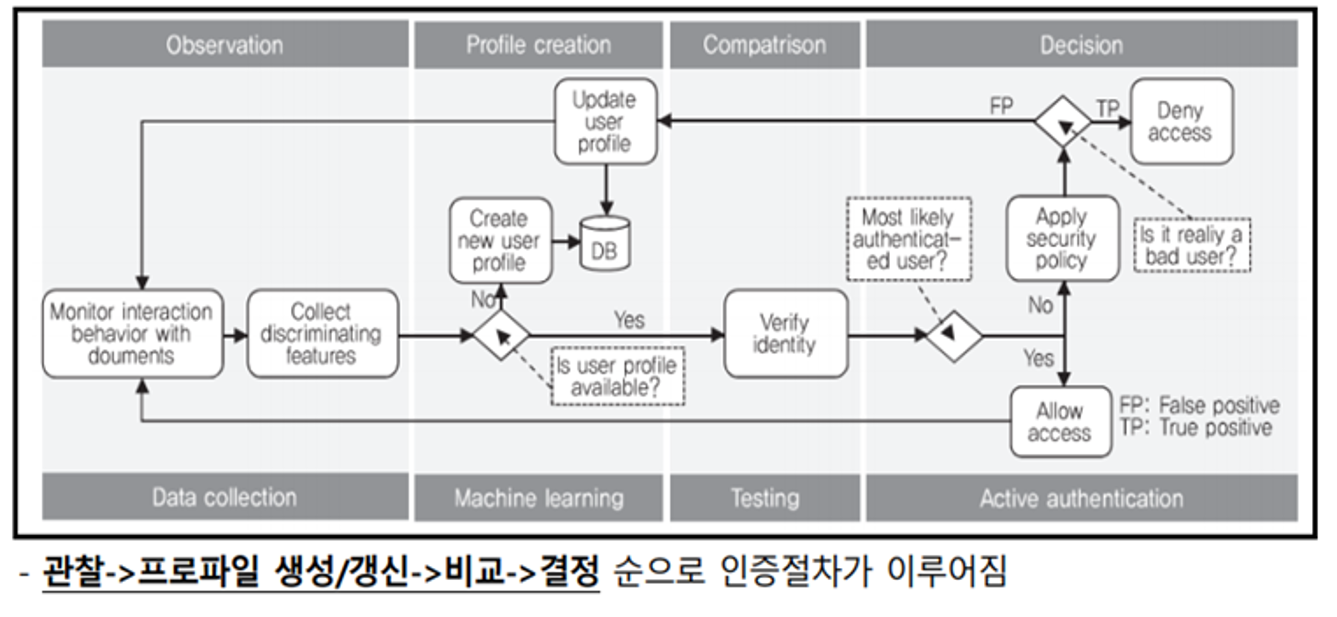 Observation
Profile creation
Compatrison
Decision
Update
user
profile
FP
TP
Deny
access
Create
new user
profile
DB
Most likely
authenticat-
ed user?
Apply
security
policy
Is it realiy a
bad user?
Monitor interaction
behavior with
douments
Collect
discriminating
features
No
Yes
Is user profile
available?
Verify
identity
No
Yes
Allow
access
FP: False positive
TP: True positive
Data collection
Machine learning
Testing
Active authentication
- 관찰->프로파일 생성/갱신->비교->결정 순으로 인증절차가 이루어짐